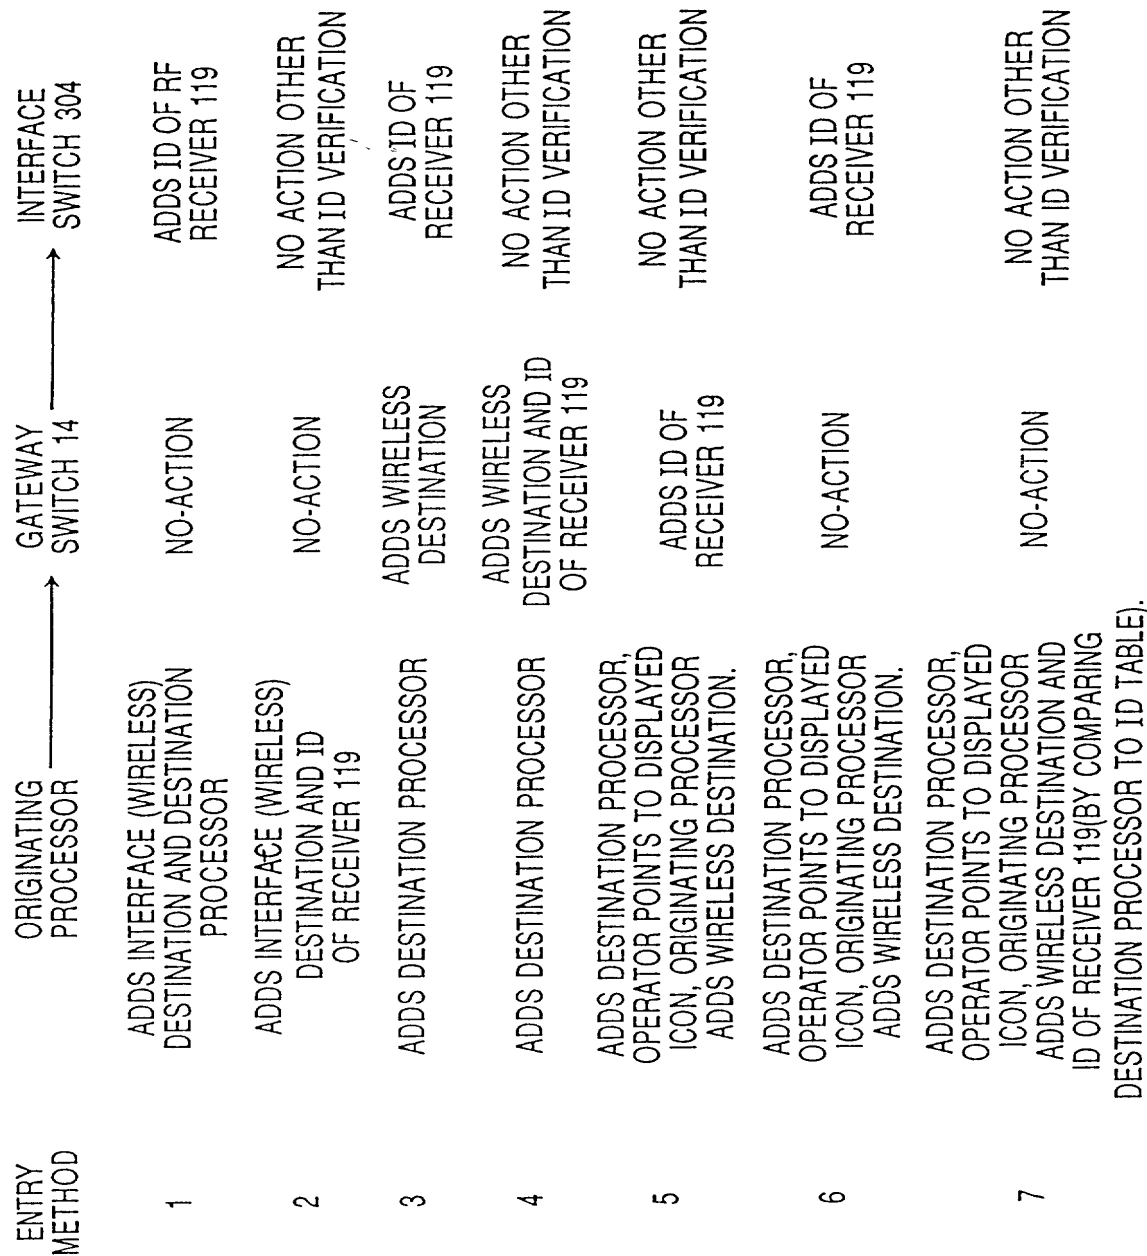 ENTRY
METHOD
ORIGINATING
PROCESSOR
GATEWAY
SWITCH 14
INTERFACE
SWITCH 304
1
ADDS INTERFACE (WIRELESS)
DESTINATION AND DESTINATION
PROCESSOR
NO-ACTION
ADDS ID OF RF
RECEIVER 119
2
ADDS INTERFACE (WIRELESS)
DESTINATION AND ID
OF RECEIVER 119
NO-ACTION
NO ACTION OTHER
THAN ID VERIFICATION
3
ADDS DESTINATION PROCESSOR
ADDS WIRELESS
DESTINATION
ADDS ID OF
RECEIVER 119
4
ADDS DESTINATION PROCESSOR
ADDS WIRELESS
DESTINATION AND ID
OF RECEIVER 119
NO ACTION OTHER
THAN ID VERIFICATION
5
ADDS DESTINATION PROCESSOR,
OPERATOR POINTS TO DISPLAYED
ICON, ORIGINATING PROCESSOR
ADDS WIRELESS DESTINATION.
ADDS ID OF
RECEIVER 119
NO ACTION OTHER
THAN ID VERIFICATION
6
ADDS DESTINATION PROCESSOR,
OPERATOR POINTS TO DISPLAYED
ICON, ORIGINATING PROCESSOR
ADDS WIRELESS DESTINATION.
NO-ACTION
ADDS ID OF
RECEIVER 119
7
ADDS DESTINATION PROCESSOR,
OPERATOR POINTS TO DISPLAYED
ICON, ORIGINATING PROCESSOR
ADDS WIRELESS DESTINATION AND
ID OF RECEIVER 119(BY COMPARING
DESTINATION PROCESSOR TO ID TABLE).
NO-ACTION
NO ACTION OTHER
THAN ID VERIFICATION